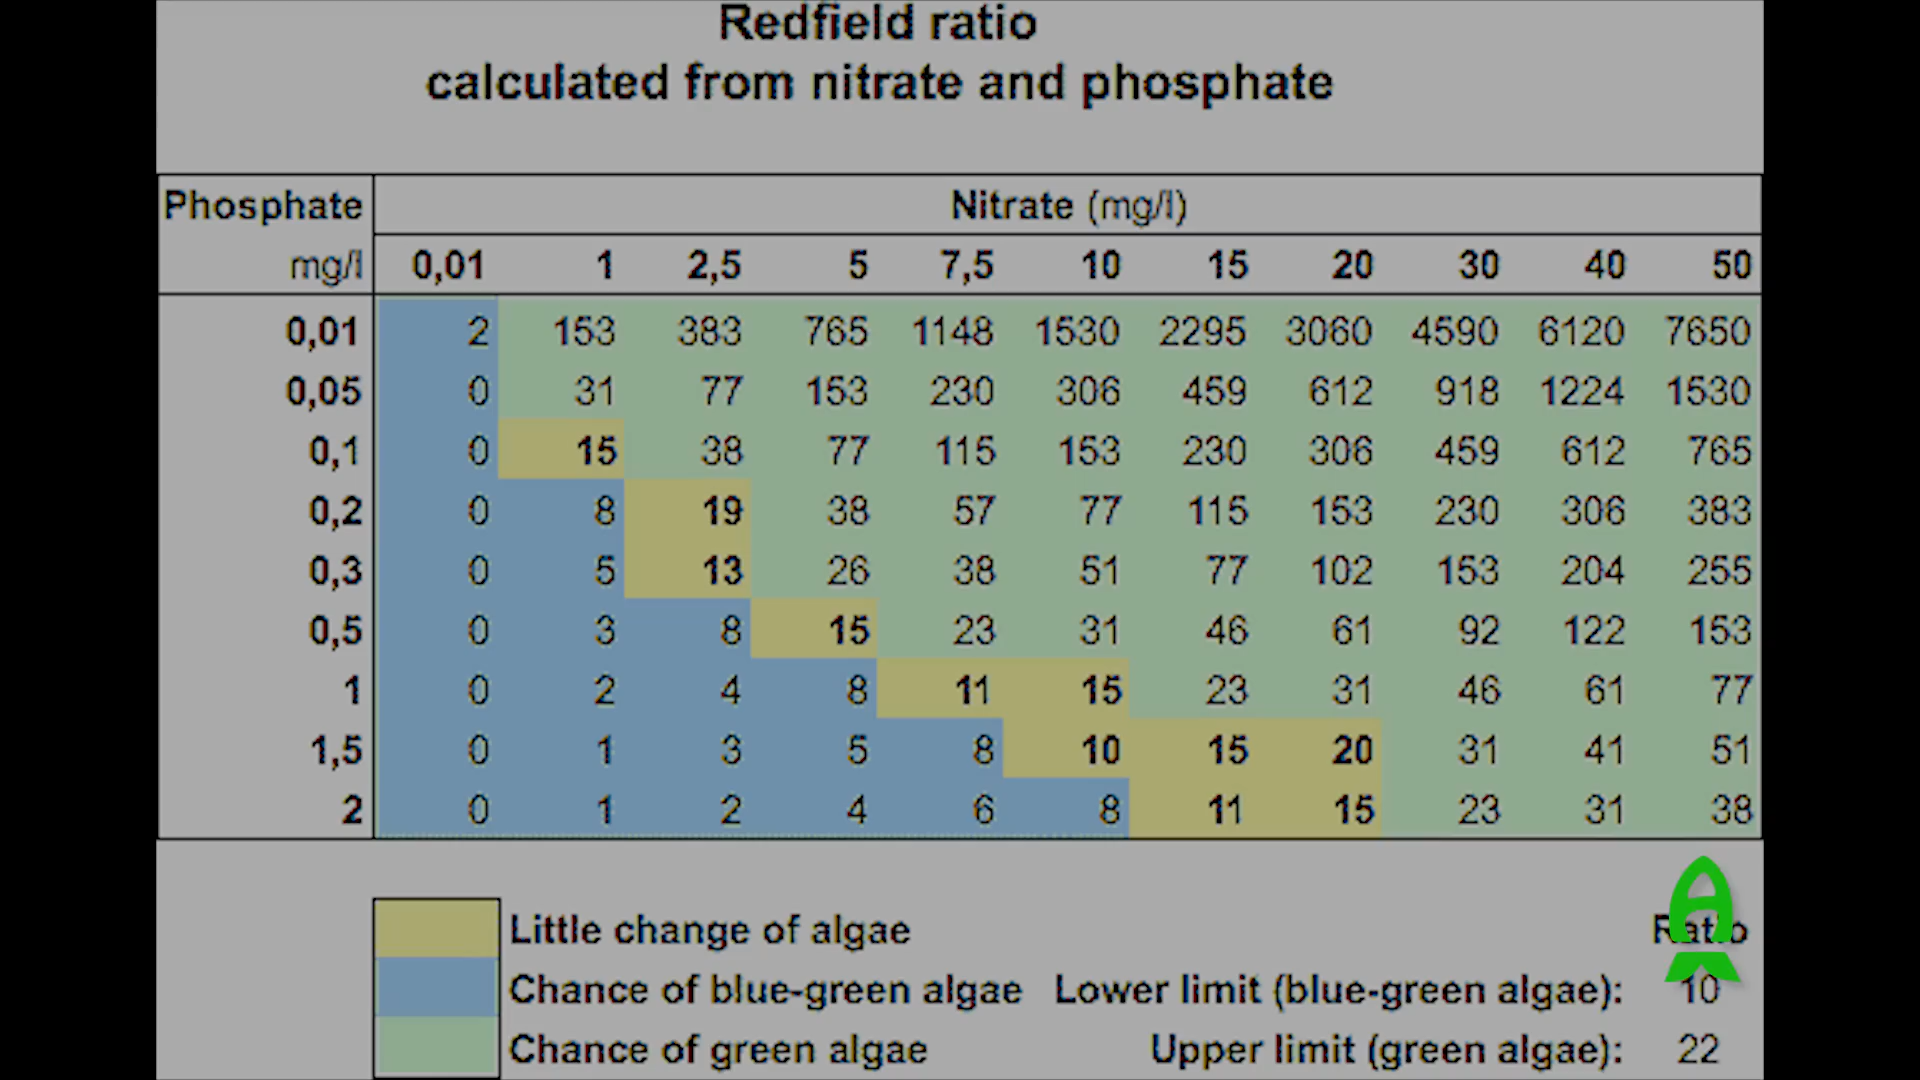 Redfield ratio
calculated from nitrate and phosphate
Phosphate Nitrate (mg/l)
mg/l 0,01 1 2,5 5 7,5 10 15 20 30 40 50
0,01 2 153 383 765 1148 1530 2295 3060 4590 6120 7650
0,05 0 31 77 153 230 306 459 612 918 1224 1530
0,1 0 15 38 77 115 153 230 306 459 612 765
0,2 0 8 19 38 57 77 115 153 230 306 383
0,3 0 5 13 26 38 51 77 102 153 204 255
0,5 0 3 8 15 23 31 46 61 92 122 153
1 0 2 4 8 11 15 23 31 46 61 77
1,5 0 1 3 5 8 10 15 20 31 41 51
2 0 1 2 4 6 8 11 15 23 31 38
Little change of algae Ratio
Chance of blue-green algae Lower limit (blue-green algae): 10
Chance of green algae Upper limit (green algae): 22